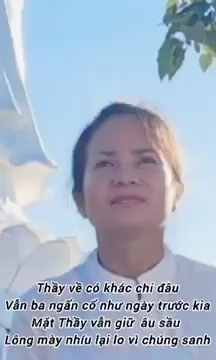 Thầy về có khác chi đâu
Vẫn ba ngấn cổ như ngày trước kia
Mặt Thầy vẫn giữ âu sầu
Lông mày nhíu lại lo vì chúng sanh